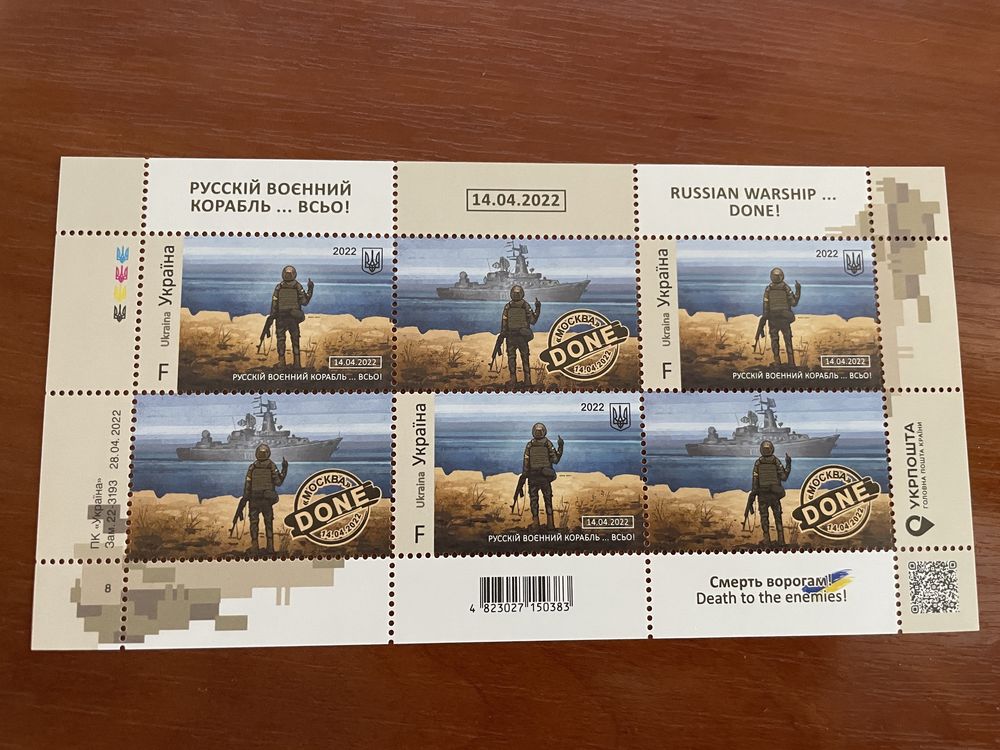 РУССКІЙ ВОЄННИЙ
КОРАБЛЬ ... ВСЬО!
14.04.2022
RUSSIAN WARSHIP ...
DONE!
Ukraina Україна
2022
F
14.04.2022
РУССКІЙ ВОЄННИЙ КОРАБЛЬ ... ВСЬО!
«МОСКВА»
DONE
14.04.2022
Ukraina Україна
2022
F
14.04.2022
РУССКІЙ ВОЄННИЙ КОРАБЛЬ ... ВСЬО!
ПК «Україна»
Зам. 22-3193 28.04.2022
«МОСКВА»
DONE
14.04.2022
Ukraina Україна
2022
F
14.04.2022
РУССКІЙ ВОЄННИЙ КОРАБЛЬ ... ВСЬО!
«МОСКВА»
DONE
14.04.2022
УКРПОШТА
ГОЛОВНА ПОШТА КРАЇНИ
8
4 823027 150383
Смерть ворогам!
Death to the enemies!